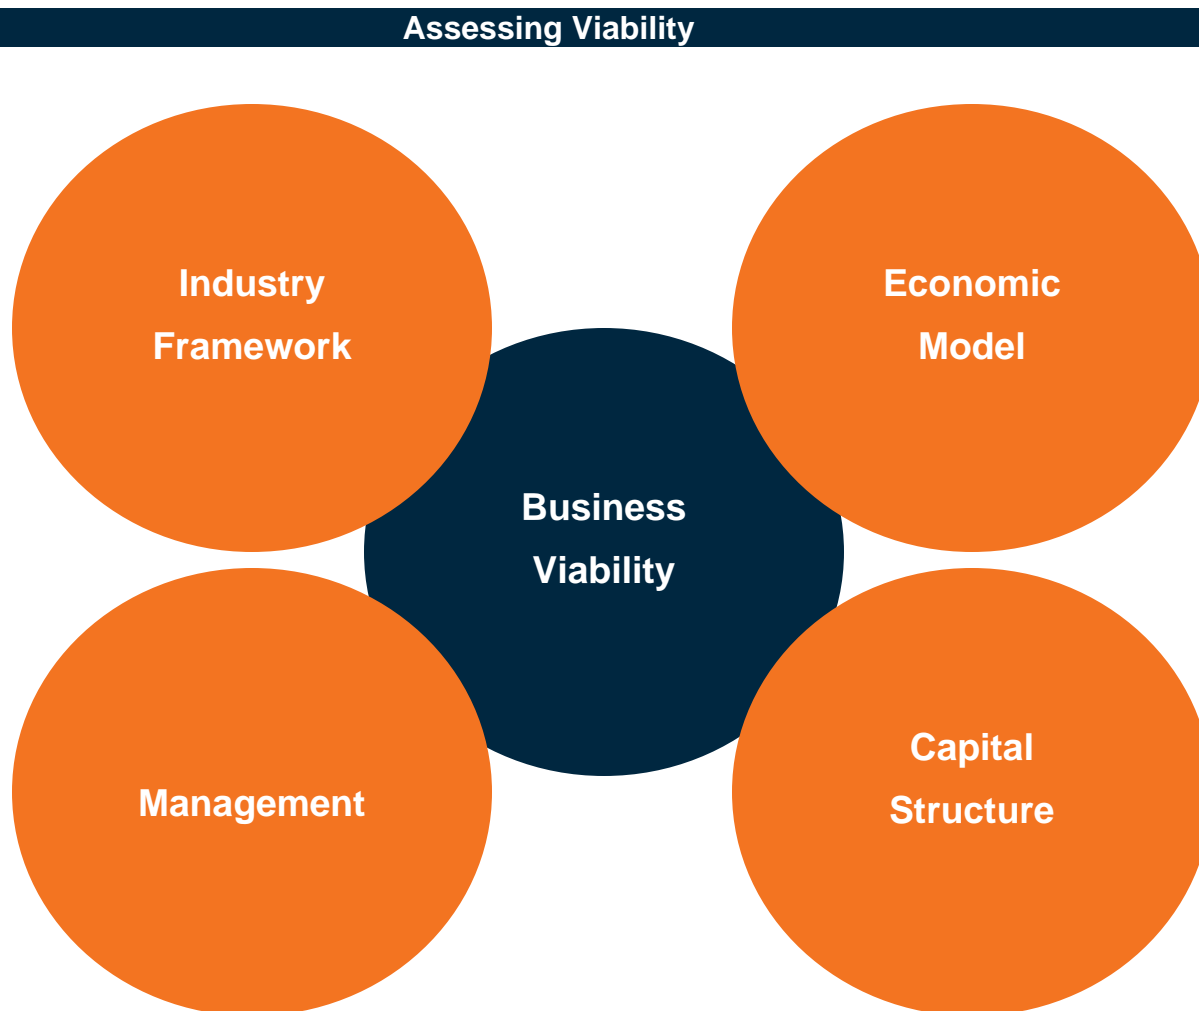 Assessing Viability
Industry
Framework
Economic
Model
Business
Viability
Management
Capital
Structure